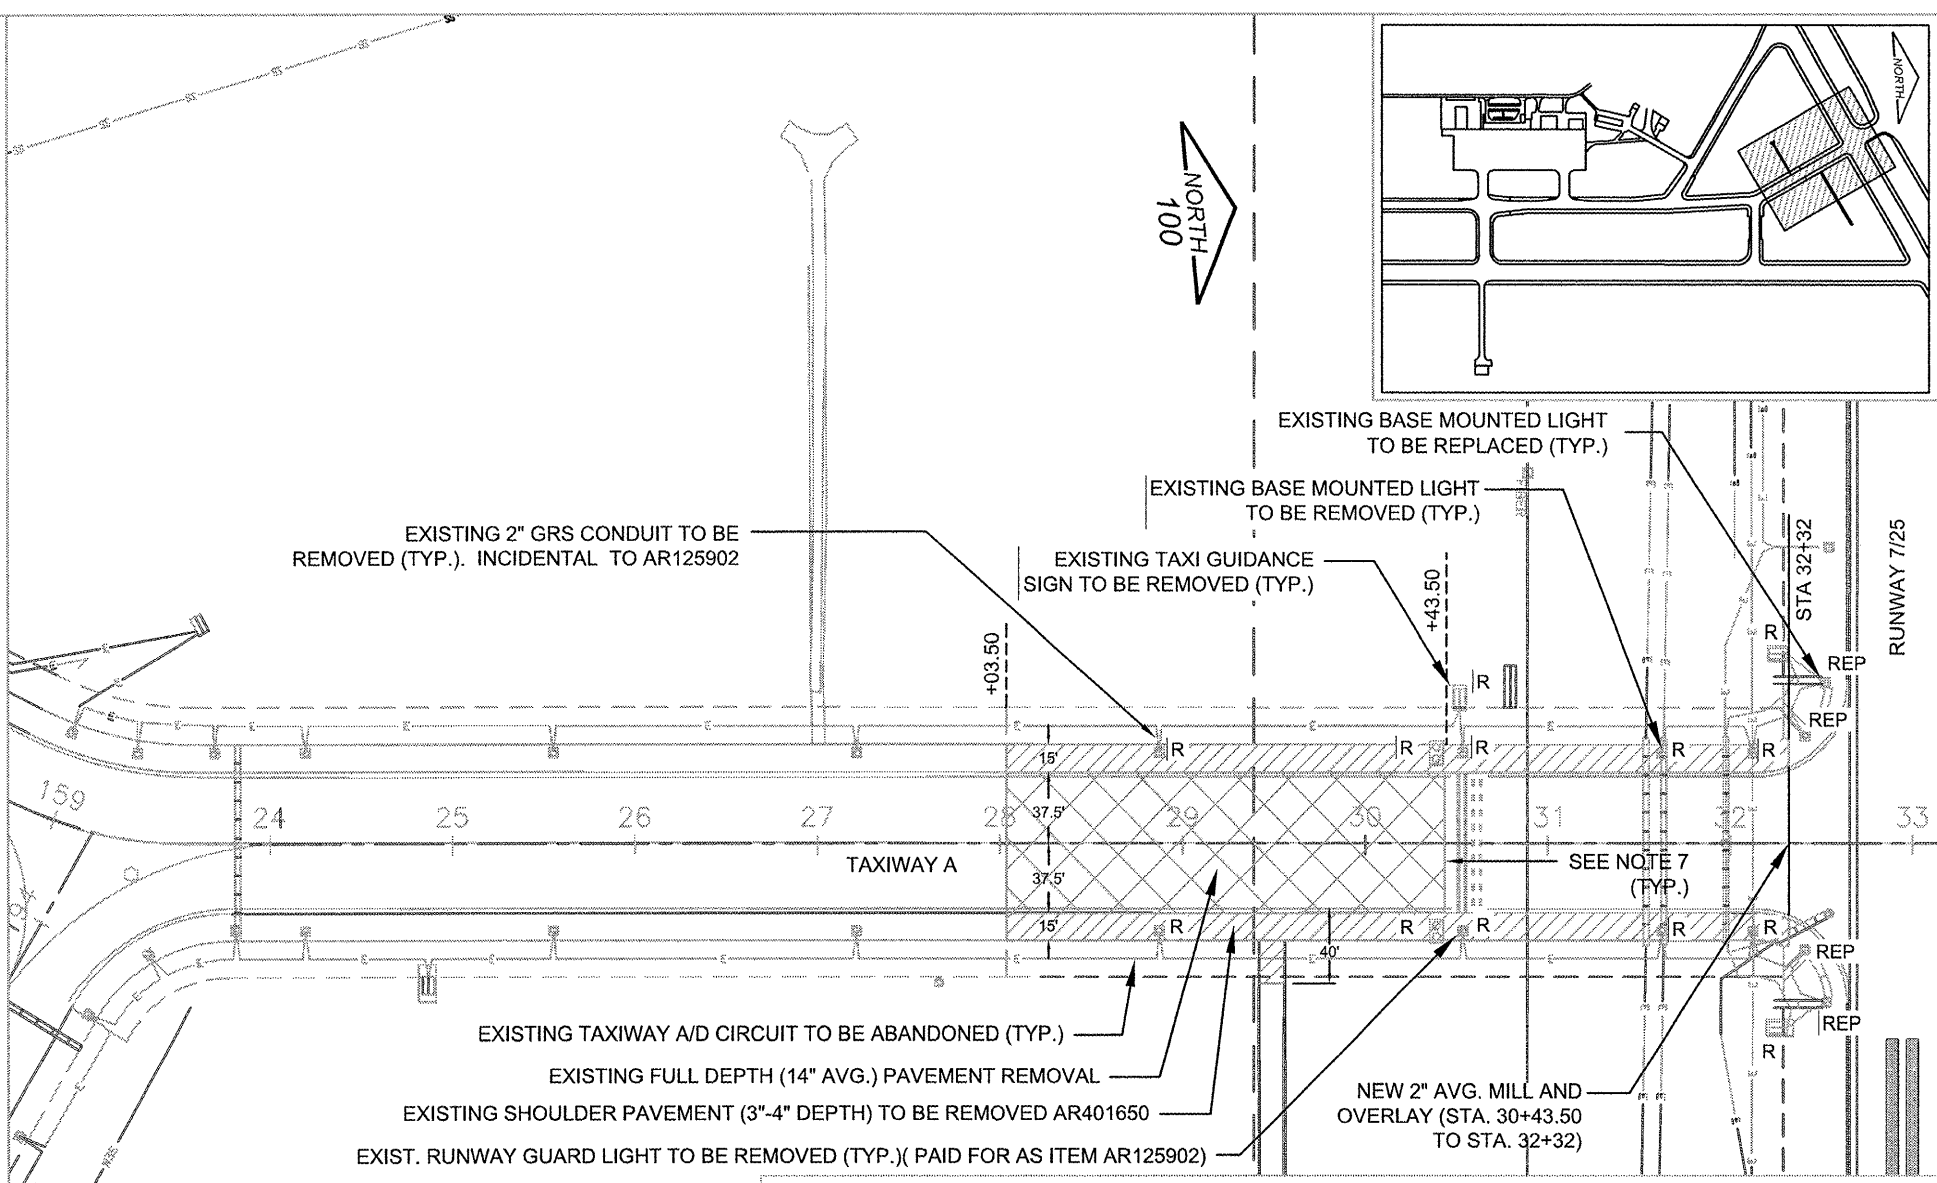 NORTH
NORTH
100
EXISTING BASE MOUNTED LIGHT
TO BE REPLACED (TYP.)
EXISTING BASE MOUNTED LIGHT
TO BE REMOVED (TYP.)
EXISTING 2" GRS CONDUIT TO BE
REMOVED (TYP.). INCIDENTAL TO AR125902
EXISTING TAXI GUIDANCE
SIGN TO BE REMOVED (TYP.)
+03.50
+43.50
STA 32+32
RUNWAY 7/25
R
REP
R
REP
R
R
R
R
R
15'
159
24
25
26
27
28
29
30
31
32
33
37.5'
TAXIWAY A
37.5'
SEE NOTE 7
(TYP.)
15'
R
R
R
R
R
40'
REP
REP
R
EXISTING TAXIWAY A/D CIRCUIT TO BE ABANDONED (TYP.)
EXISTING FULL DEPTH (14" AVG.) PAVEMENT REMOVAL
EXISTING SHOULDER PAVEMENT (3"-4" DEPTH) TO BE REMOVED AR401650
EXIST. RUNWAY GUARD LIGHT TO BE REMOVED (TYP.)( PAID FOR AS ITEM AR125902)
NEW 2" AVG. MILL AND
OVERLAY (STA. 30+43.50
TO STA. 32+32)